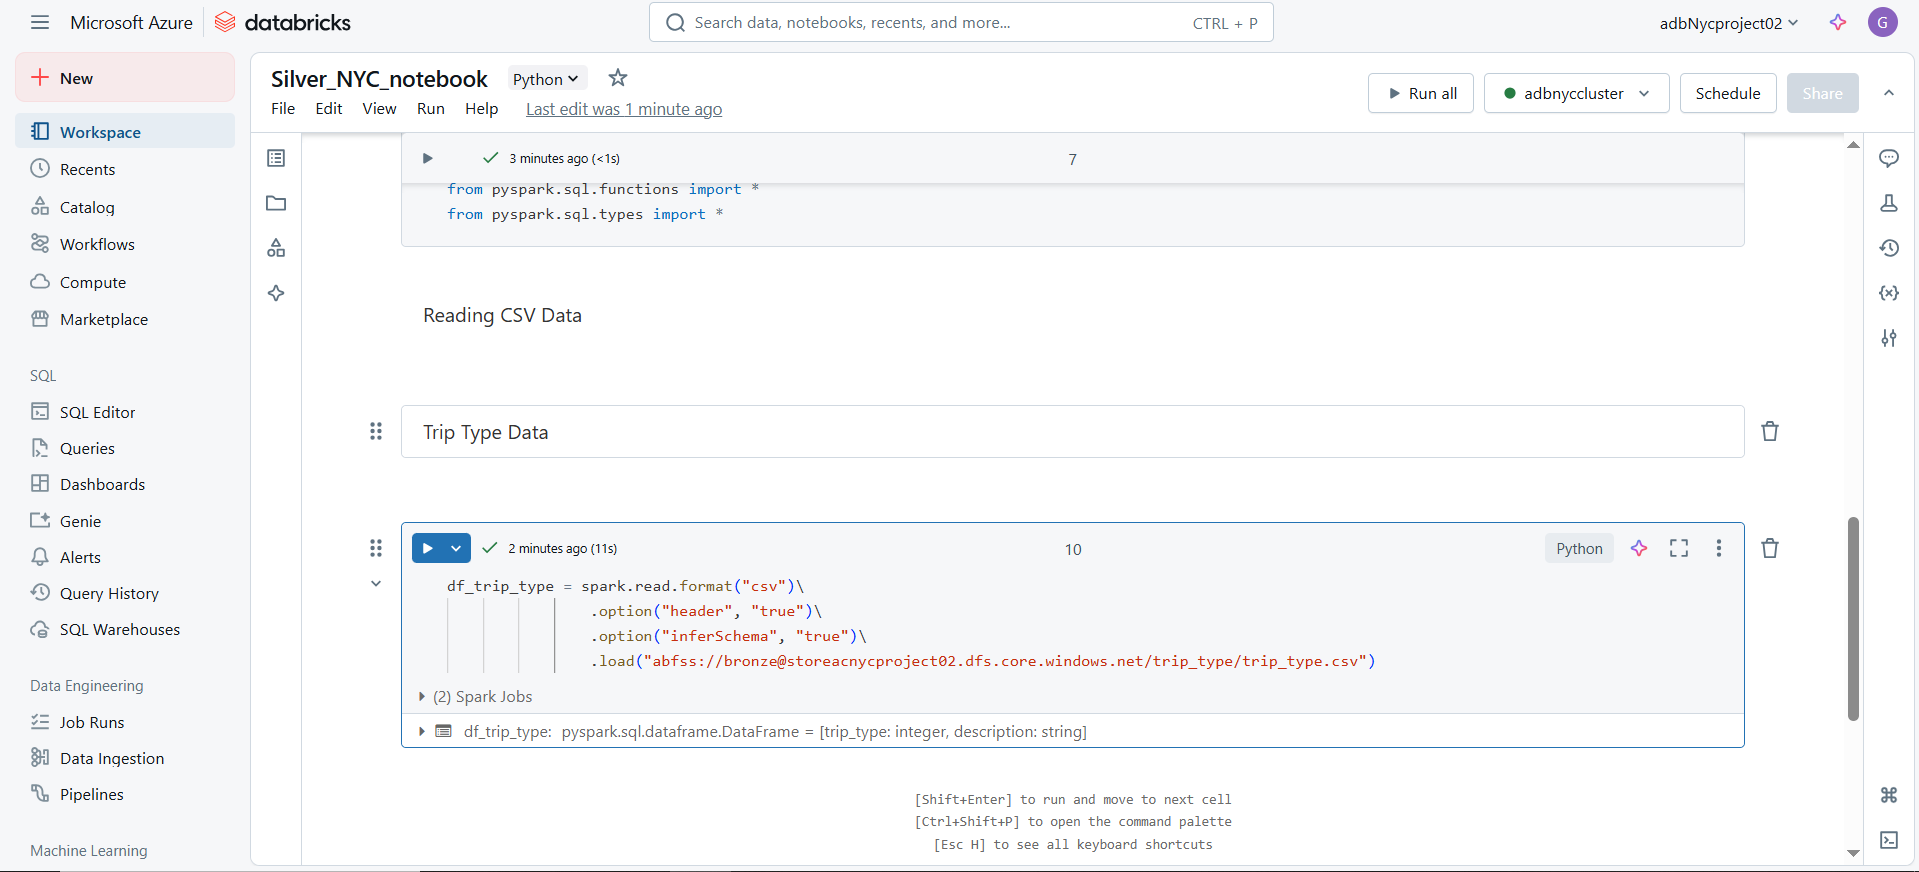 Microsoft Azure databricks
Search data, notebooks, recents, and more... CTRL + P
adbNycproject02
G
New
Workspace
Recents
Catalog
Workflows
Compute
Marketplace
SQL
SQL Editor
Queries
Dashboards
Genie
Alerts
Query History
SQL Warehouses
Data Engineering
Job Runs
Data Ingestion
Pipelines
Machine Learning
Silver_NYC_notebook Python
File Edit View Run Help Last edit was 1 minute ago
Run all adbnyccluster Schedule Share
3 minutes ago (<1s) 7
from pyspark.sql.functions import *
from pyspark.sql.types import *
Reading CSV Data
Trip Type Data
2 minutes ago (11s) 10 Python
df_trip_type = spark.read.format("csv")\
.option("header", "true")\
.option("inferSchema", "true")\
.load("abfss://bronze@storeacnycproject02.dfs.core.windows.net/trip_type/trip_type.csv")
(2) Spark Jobs
df_trip_type: pyspark.sql.dataframe.DataFrame = [trip_type: integer, description: string]
[Shift+Enter] to run and move to next cell
[Ctrl+Shift+P] to open the command palette
[Esc H] to see all keyboard shortcuts